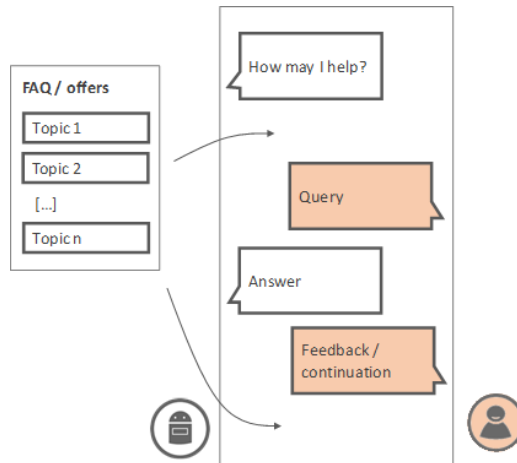 How may I help?
FAQ / offers
Topic 1
Topic 2
[...]
Topic n
Query
Answer
Feedback /
continuation